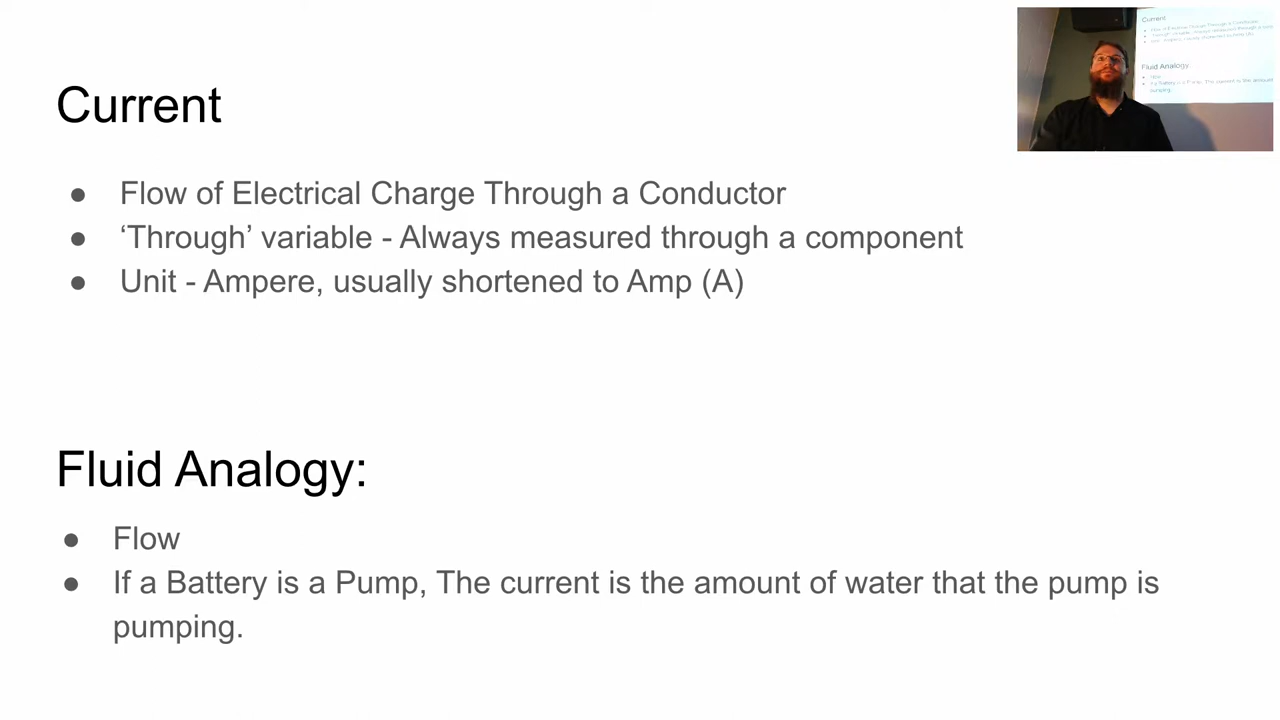 Current
● Flow of Electrical Charge Through a Conductor
● ‘Through’ variable - Always measured through a component
● Unit - Ampere, usually shortened to Amp (A)
Fluid Analogy:
● Flow
● If a Battery is a Pump, The current is the amount of water that the pump is
pumping.
Current
Fluid Analogy